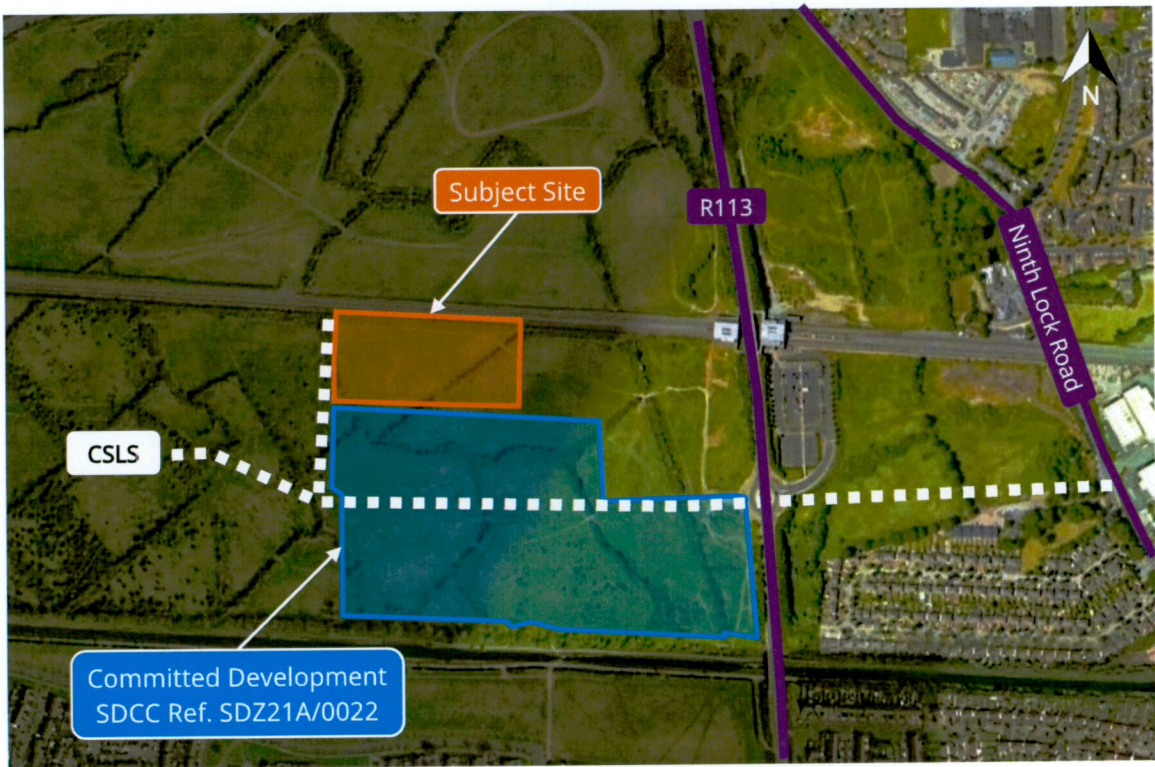 N
Subject Site
R113
Ninth Lock Road
CSLS
Committed Development
SDCC Ref. SDZ21A/0022